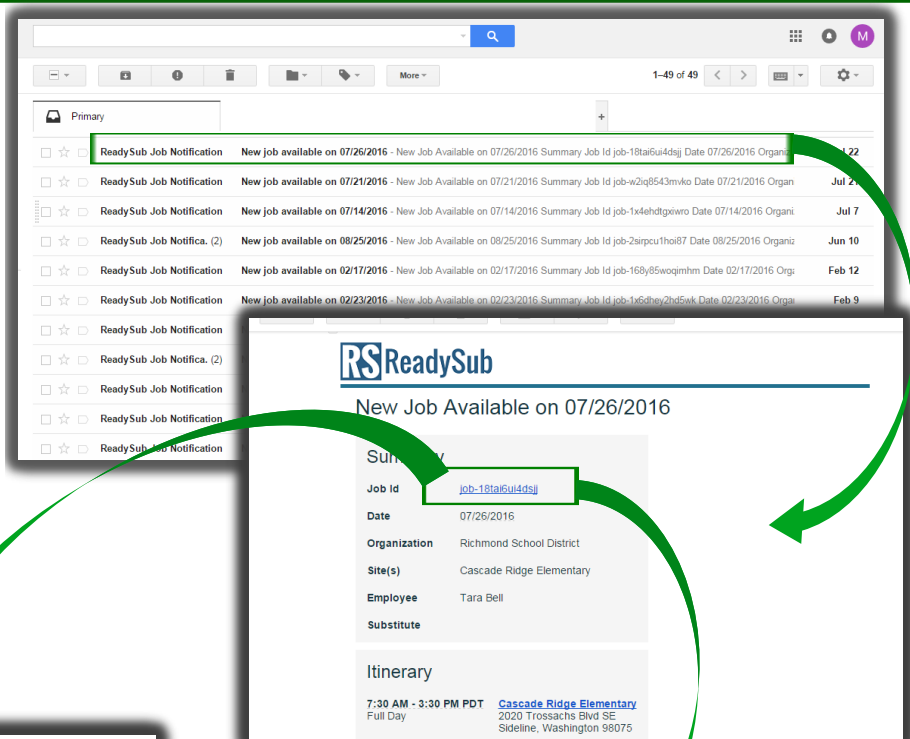 M
More
1–49 of 49
Primary
+
ReadySub Job Notification New job available on 07/26/2016 - New Job Available on 07/26/2016 Summary Job Id job-18tai6ui4dsjj Date 07/26/2016 22
ReadySub Job Notification New job available on 07/21/2016 - New Job Available on 07/21/2016 Summary Job Id job-w2iq8543mvko Date 07/21/2016 Organ Jul 21
ReadySub Job Notification New job available on 07/14/2016 - New Job Available on 07/14/2016 Summary Job Id job-1x4ehdtgxiwro Date 07/14/2016 Organi Jul 7
ReadySub Job Notifica. (2) New job available on 08/25/2016 - New Job Available on 08/25/2016 Summary Job Id job-2sirpcu1hoi87 Date 08/25/2016 Organiz Jun 10
ReadySub Job Notification New job available on 02/17/2016 - New Job Available on 02/17/2016 Summary Job Id job-168y85woqimhm Date 02/17/2016 Orga Feb 12
ReadySub Job Notification New job available on 02/23/2016 - New Job Available on 02/23/2016 Summary Job Id job-1x6dhey2hd5wk Date 02/23/2016 Orga Feb 9
ReadySub Job Notification
ReadySub Job Notifica. (2)
ReadySub Job Notification
ReadySub Job Notification
ReadySub Job Notification
RS ReadySub
New Job Available on 07/26/2016
Summary
Job Id job-18tai6ui4dsjj
Date 07/26/2016
Organization Richmond School District
Site(s) Cascade Ridge Elementary
Employee Tara Bell
Substitute
Itinerary
7:30 AM - 3:30 PM PDT Cascade Ridge Elementary
Full Day 2020 Trossachs Blvd SE
Sideline, Washington 98075